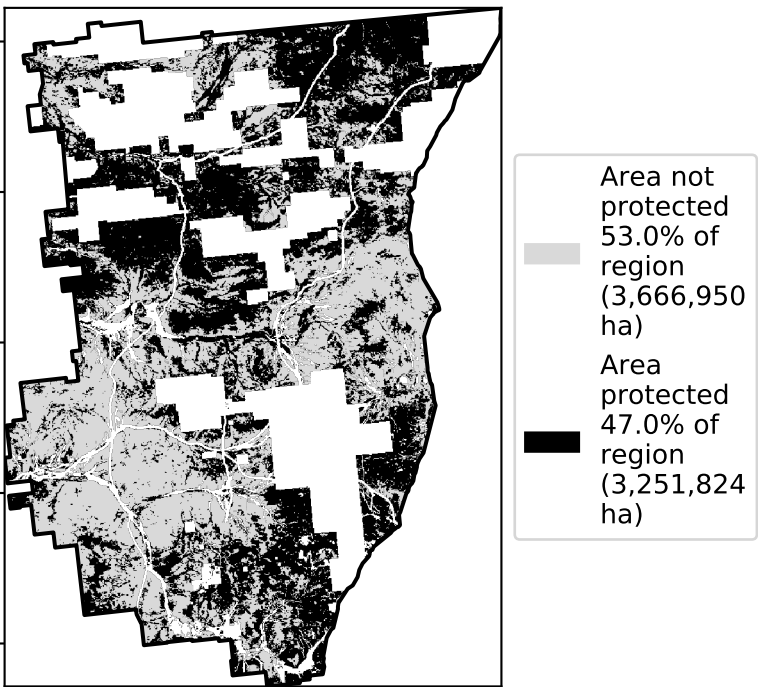 Area not
protected
53.0% of
region
(3,666,950
ha)
Area
protected
47.0% of
region
(3,251,824
ha)